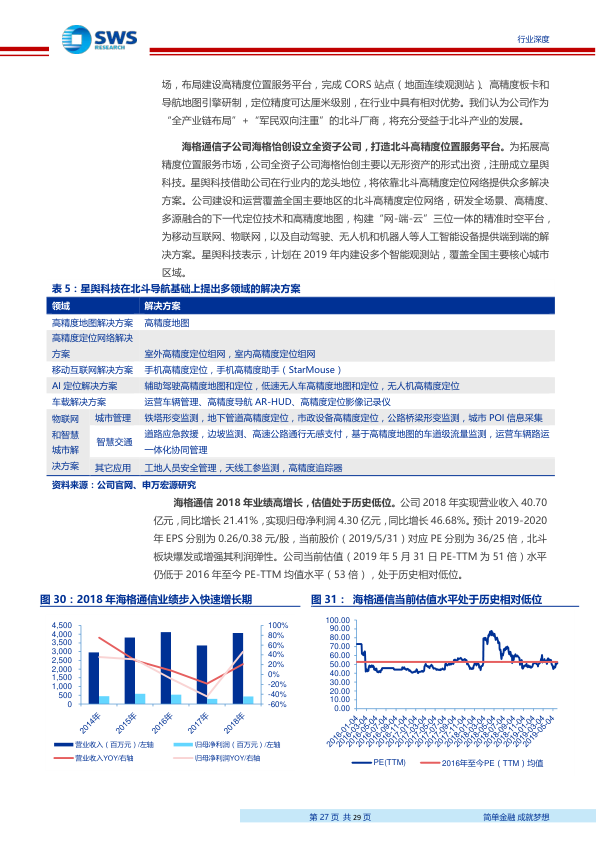 SWS
RESEARCH
行业深度
场，布局建设高精度位置服务平台，完成 CORS 站点（地面连续观测站）、高精度板卡和
导航地图引擎研制，定位精度可达厘米级别，在行业中具有相对优势。我们认为公司作为
“全产业链布局”+“军民双向注重”的北斗厂商，将充分受益于北斗产业的发展。
海格通信子公司海格怡创设立全资子公司，打造北斗高精度位置服务平台。为拓展高
精度位置服务市场，公司全资子公司海格怡创主要以无形资产的形式出资，注册成立星舆
科技。星舆科技借助公司在行业内的龙头地位，将依靠北斗高精度定位网络提供众多解决
方案。公司建设和运营覆盖全国主要地区的北斗高精度定位网络，研发全场景、高精度、
多源融合的下一代定位技术和高精度地图，构建“网-端-云”三位一体的精准时空平台，
为移动互联网、物联网，以及自动驾驶、无人机和机器人等人工智能设备提供端到端的解
决方案。星舆科技表示，计划在 2019 年内建设多个智能观测站，覆盖全国主要核心城市
区域。
表 5：星舆科技在北斗导航基础上提出多领域的解决方案
领域 解决方案
高精度地图解决方案 高精度地图
高精度定位网络解决
方案 室外高精度定位组网，室内高精度定位组网
移动互联网解决方案 手机高精度定位，手机高精度助手（StarMouse）
AI 定位解决方案 辅助驾驶高精度地图和定位，低速无人车高精度地图和定位，无人机高精度定位
车载解决方案 运营车辆管理、高精度导航 AR-HUD、高精度定位影像记录仪
物联网 城市管理 铁塔形变监测，地下管道高精度定位，市政设备高精度定位，公路桥梁形变监测，城市 POI 信息采集
和智慧 智慧交通 道路应急救援，边坡监测、高速公路通行无感支付，基于高精度地图的车道级流量监测，运营车辆路运
城市解 一体化协同管理
决方案 其它应用 工地人员安全管理，天线工参监测，高精度追踪器
资料来源：公司官网、申万宏源研究
海格通信 2018 年业绩高增长，估值处于历史低位。公司 2018 年实现营业收入 40.70
亿元，同比增长 21.41%，实现归母净利润 4.30 亿元，同比增长 46.68%。预计 2019-2020
年 EPS 分别为 0.26/0.38 元/股，当前股价（2019/5/31）对应 PE 分别为 36/25 倍，北斗
板块爆发或增强其利润弹性。公司当前估值（2019 年 5 月 31 日 PE-TTM 为 51 倍）水平
仍低于 2016 年至今 PE-TTM 均值水平（53 倍），处于历史相对低位。
图 30：2018 年海格通信业绩步入快速增长期
4,500
4,000
3,500
3,000
2,500
2,000
1,500
1,000
500
0
100%
80%
60%
40%
20%
0%
-20%
-40%
-60%
2014年
2015年
2016年
2017年
2018年
营业收入（百万元）/左轴
归母净利润（百万元）/左轴
营业收入YOY/右轴
归母净利润YOY/右轴
图 31： 海格通信当前估值水平处于历史相对低位
100.00
90.00
80.00
70.00
60.00
50.00
40.00
30.00
20.00
10.00
0.00
2016-01-04
2016-03-04
2016-05-04
2016-07-04
2016-09-04
2016-11-04
2017-01-04
2017-03-04
2017-05-04
2017-07-04
2017-09-04
2017-11-04
2018-01-04
2018-03-04
2018-05-04
2018-07-04
2018-09-04
2018-11-04
2019-01-04
2019-03-04
2019-05-04
PE(TTM)
2016年至今PE（TTM）均值
第 27 页 共 29 页
简单金融 成就梦想